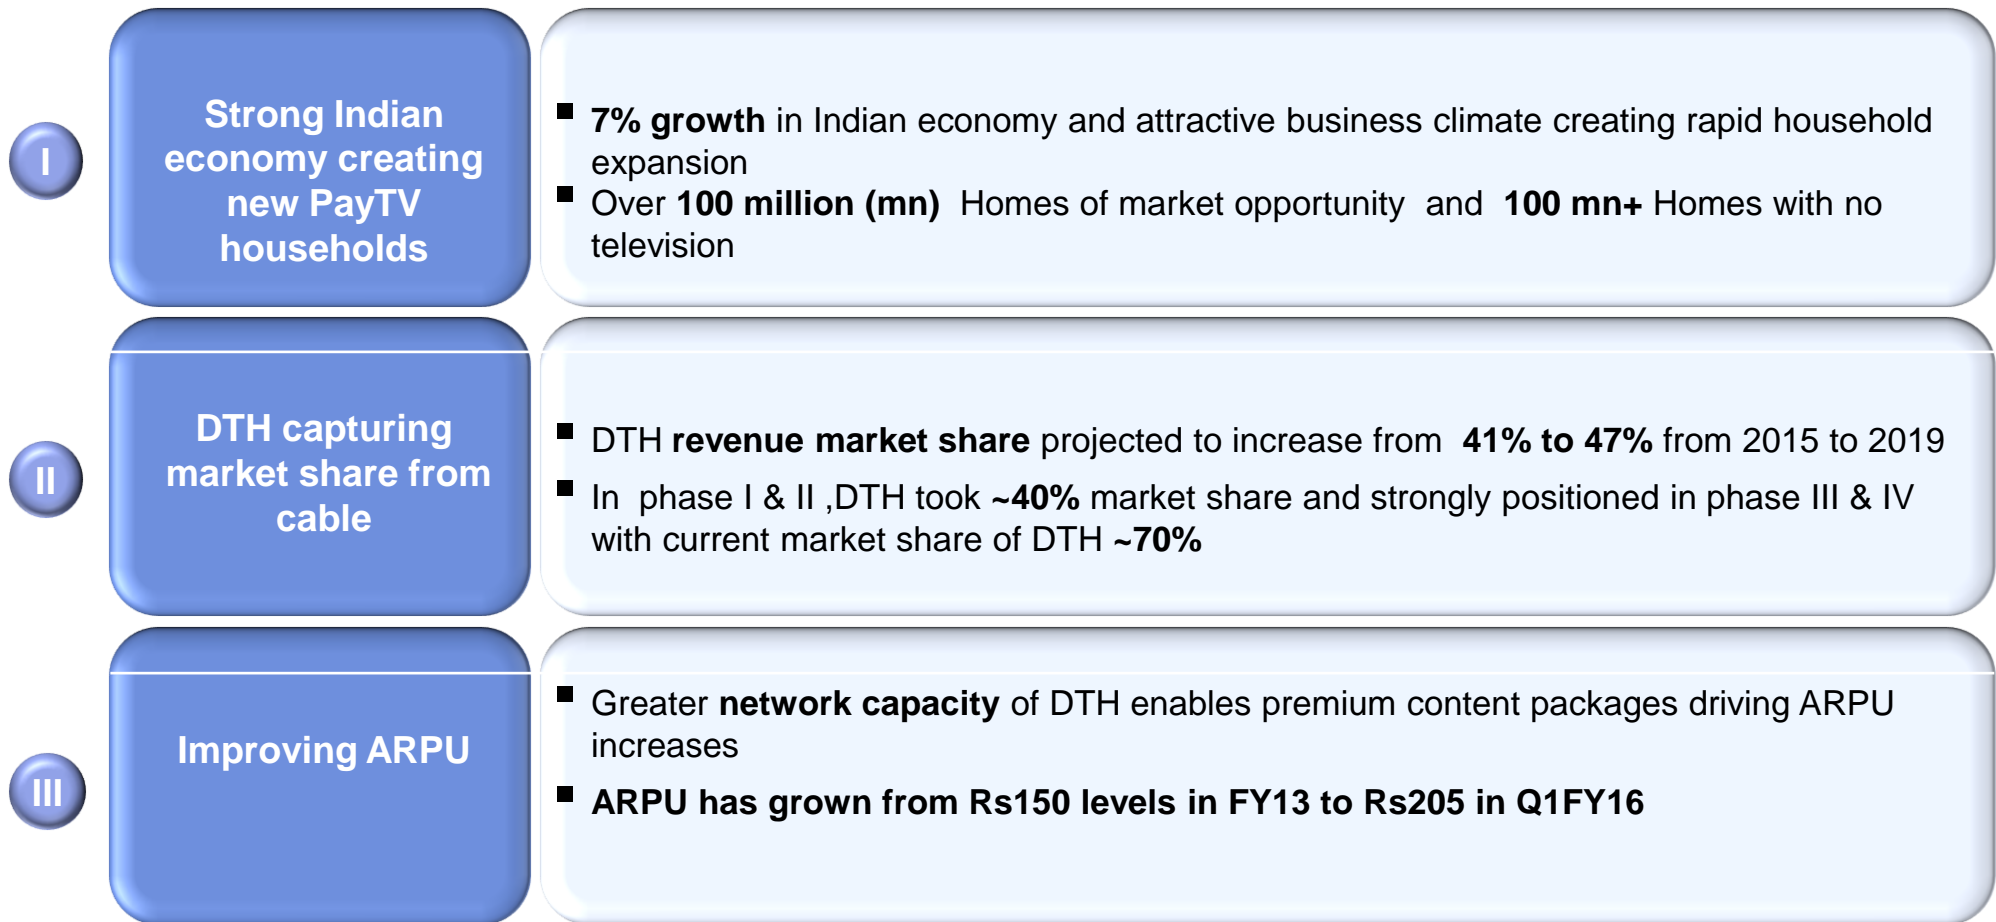 I
Strong Indian
economy creating
new PayTV
households
■ 7% growth in Indian economy and attractive business climate creating rapid household
expansion
■ Over 100 million (mn)  Homes of market opportunity  and  100 mn+ Homes with no
television
II
DTH capturing
market share from
cable
■ DTH revenue market share projected to increase from  41% to 47% from 2015 to 2019
■ In  phase I & II ,DTH took ~40% market share and strongly positioned in phase III & IV
with current market share of DTH ~70%
III
Improving ARPU
■ Greater network capacity of DTH enables premium content packages driving ARPU
increases
■ ARPU has grown from Rs150 levels in FY13 to Rs205 in Q1FY16